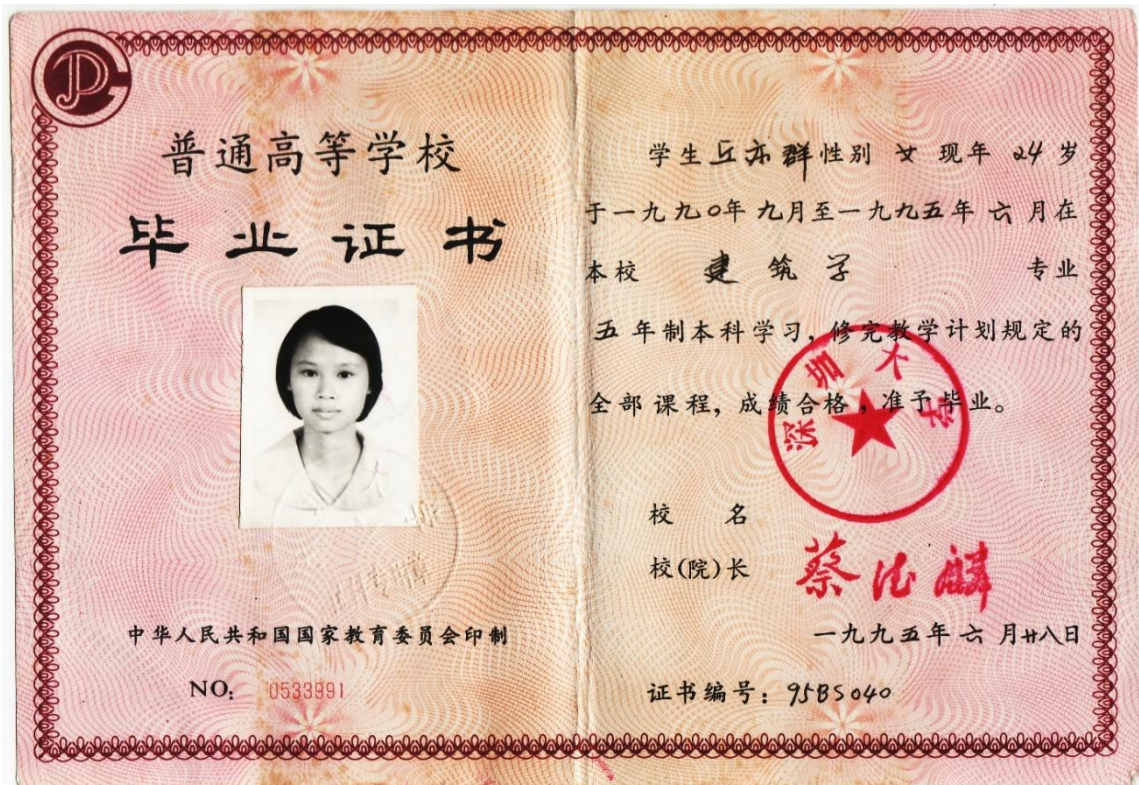 普通高等学校
毕业证书
中华人民共和国国家教育委员会印制
NO: 0533991
学生 丘亦群 性别 女 现年 24 岁
于一九九〇年 九月至一九九五年 六 月在
本校 建筑学 专业
五 年制本科学习，修完教学计划规定的
全部课程，成绩合格，准予毕业。
深圳大学
校 名
校(院)长 蔡德麟
一九九五年 六 月廿八日
证书编号：95BS040